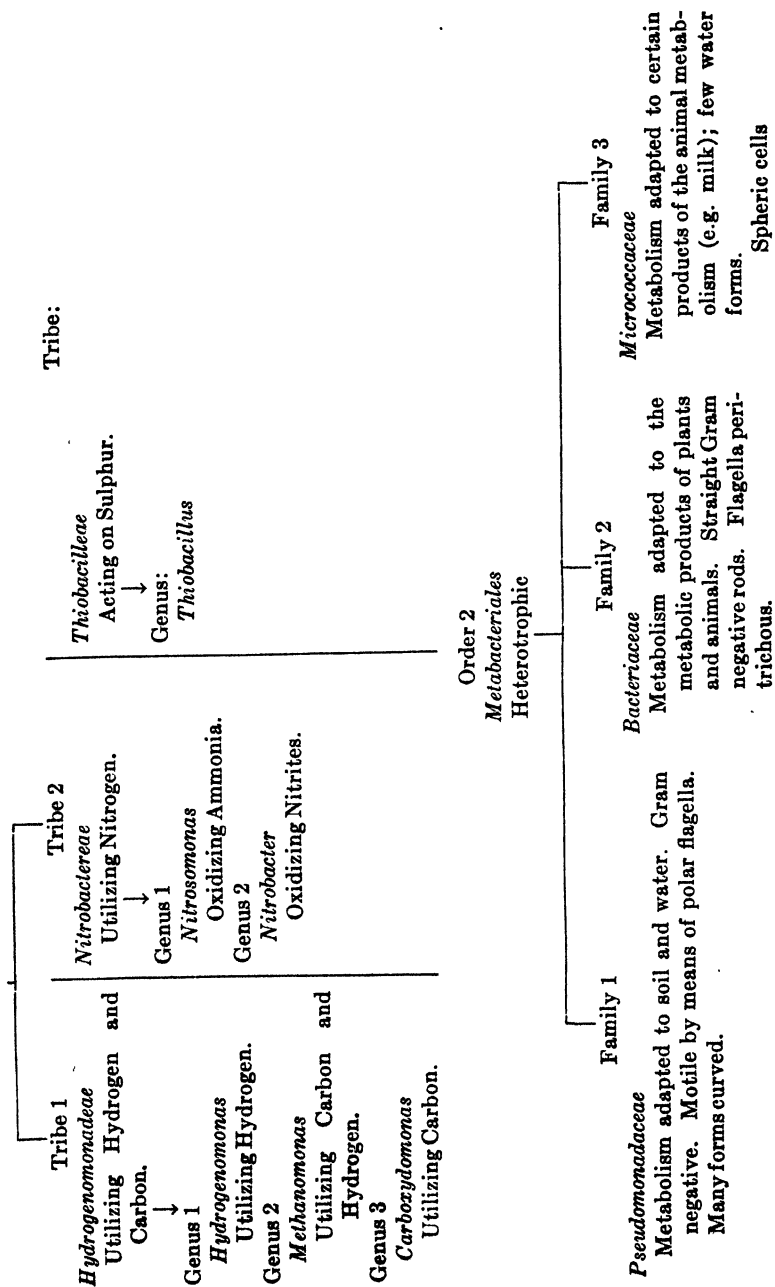 Tribe 1
Hydrogenomonadeae
Utilizing Hydrogen and
Carbon.
Genus 1
Hydrogenomonas
Utilizing Hydrogen.
Genus 2
Methanomonas
Utilizing Carbon and
Hydrogen.
Genus 3
Carboxydomonas
Utilizing Carbon.
Tribe 2
Nitrobactereae
Utilizing Nitrogen.
Genus 1
Nitrosomonas
Oxidizing Ammonia.
Genus 2
Nitrobacter
Oxidizing Nitrites.
Tribe:
Thiobacilleae
Acting on Sulphur.
Genus:
Thiobacillus
Order 2
Metabacteriales
Heterotrophic
Family 1
Pseudomonadaceae
Metabolism adapted to soil and water. Gram
negative. Motile by means of polar flagella.
Many forms curved.
Family 2
Bacteriaceae
Metabolism adapted to the
metabolic products of plants
and animals. Straight Gram
negative rods. Flagella peri-
trichous.
Family 3
Micrococcaceae
Metabolism adapted to certain
products of the animal metab-
olism (e.g. milk); few water
forms.
Spheric cells